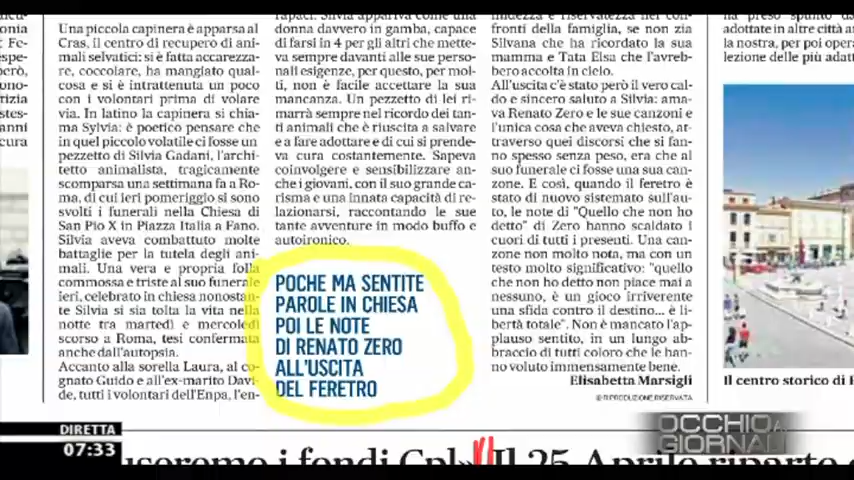 Una piccola capinera è apparsa al
Cras, il centro di recupero di ani-
mali selvatici: si è fatta accarezza-
re, coccolare, ha mangiato qual-
cosa e si è intrattenuta un poco
con i volontari prima di volare
via. In latino la capinera si chia-
ma Sylvia: è poetico pensare che
in quel piccolo volatile ci fosse un
pezzetto di Silvia Gadani, l'archi-
tetto animalista, tragicamente
scomparsa una settimana fa a Ro-
ma, di cui ieri pomeriggio si sono
svolti i funerali nella Chiesa di
San Pio X in Piazza Italia a Fano.
Silvia aveva combattuto molte
battaglie per la tutela degli ani-
mali. Una vera e propria folla
commossa e triste al suo funerale
ieri, celebrato in chiesa nonostan-
te Silvia si sia tolta la vita nella
notte tra martedì e mercoledì
scorso a Roma, tesi confermata
anche dall'autopsia.
Accanto alla sorella Laura, al co-
gnato Guido e all'ex-marito Davi-
de, tutti i volontari dell'Enpa, l'en-
rapaci. Silvia appariva come una
donna davvero in gamba, capace
di farsi in 4 per gli altri che mette-
va sempre davanti alle sue perso-
nali esigenze, per questo, per mol-
ti, non è facile accettare la sua
mancanza. Un pezzetto di lei ri-
marrà sempre nel ricordo dei tan-
ti animali che è riuscita a salvare
e a fare adottare e di cui si prende-
va cura costantemente. Sapeva
coinvolgere e sensibilizzare an-
che i giovani, con il suo grande ca-
risma e una innata capacità di re-
lazionarsi, raccontando le sue
tante avventure in modo buffo e
autoironico.
POCHE MA SENTITE
PAROLE IN CHIESA
POI LE NOTE
DI RENATO ZERO
ALL'USCITA
DEL FERETRO
fronti della famiglia, se non zia
Silvana che ha ricordato la sua
mamma e Tata Elsa che l'avreb-
bero accolta in cielo.
All'uscita c'è stato però il vero cal-
do e sincero saluto a Silvia: ama-
va Renato Zero e le sue canzoni e
l'unica cosa che aveva chiesto, at-
traverso quei discorsi che si fan-
no spesso senza peso, era che al
suo funerale ci fosse una sua can-
zone. E così, quando il feretro è
stato di nuovo sistemato sull'au-
to, le note di "Quello che non ho
detto" di Zero hanno scaldato i
cuori di tutti i presenti. Una can-
zone non molto nota, ma con un
testo molto significativo: "quello
che non ho detto non piace mai a
nessuno, è un gioco irriverente
una sfida contro il destino... è li-
bertà totale". Non è mancato l'ap-
plauso sentito, in un lungo ab-
braccio di tutti coloro che le han-
no voluto immensamente bene.
Elisabetta Marsigli
© RIPRODUZIONE RISERVATA
adottate in altre città
la nostra, per poi opera
lezione delle più adatt
Il centro storico di
DIRETTA
07:33
OCCHIO AI
GIORNALI
useremo i fondi Cpl» Il 25 Aprile riparte